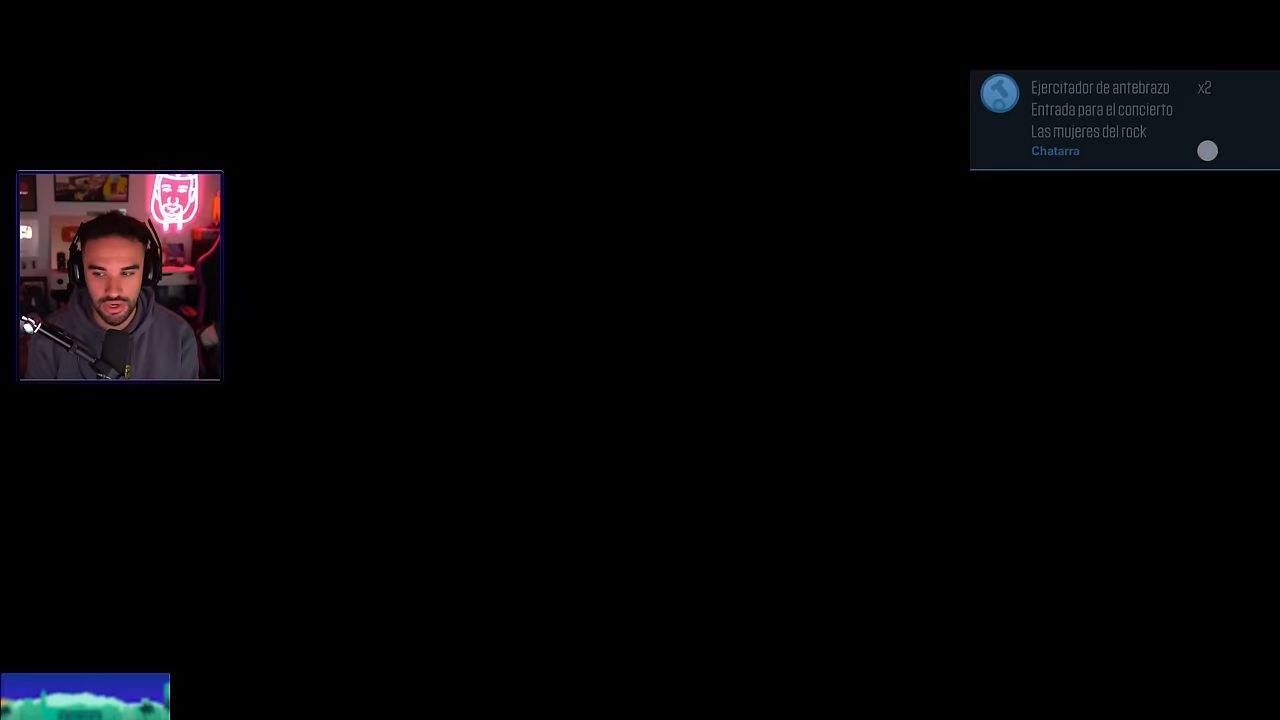 Ejercitador de antebrazo x2
Entrada para el concierto
Las mujeres del rock
Chatarra